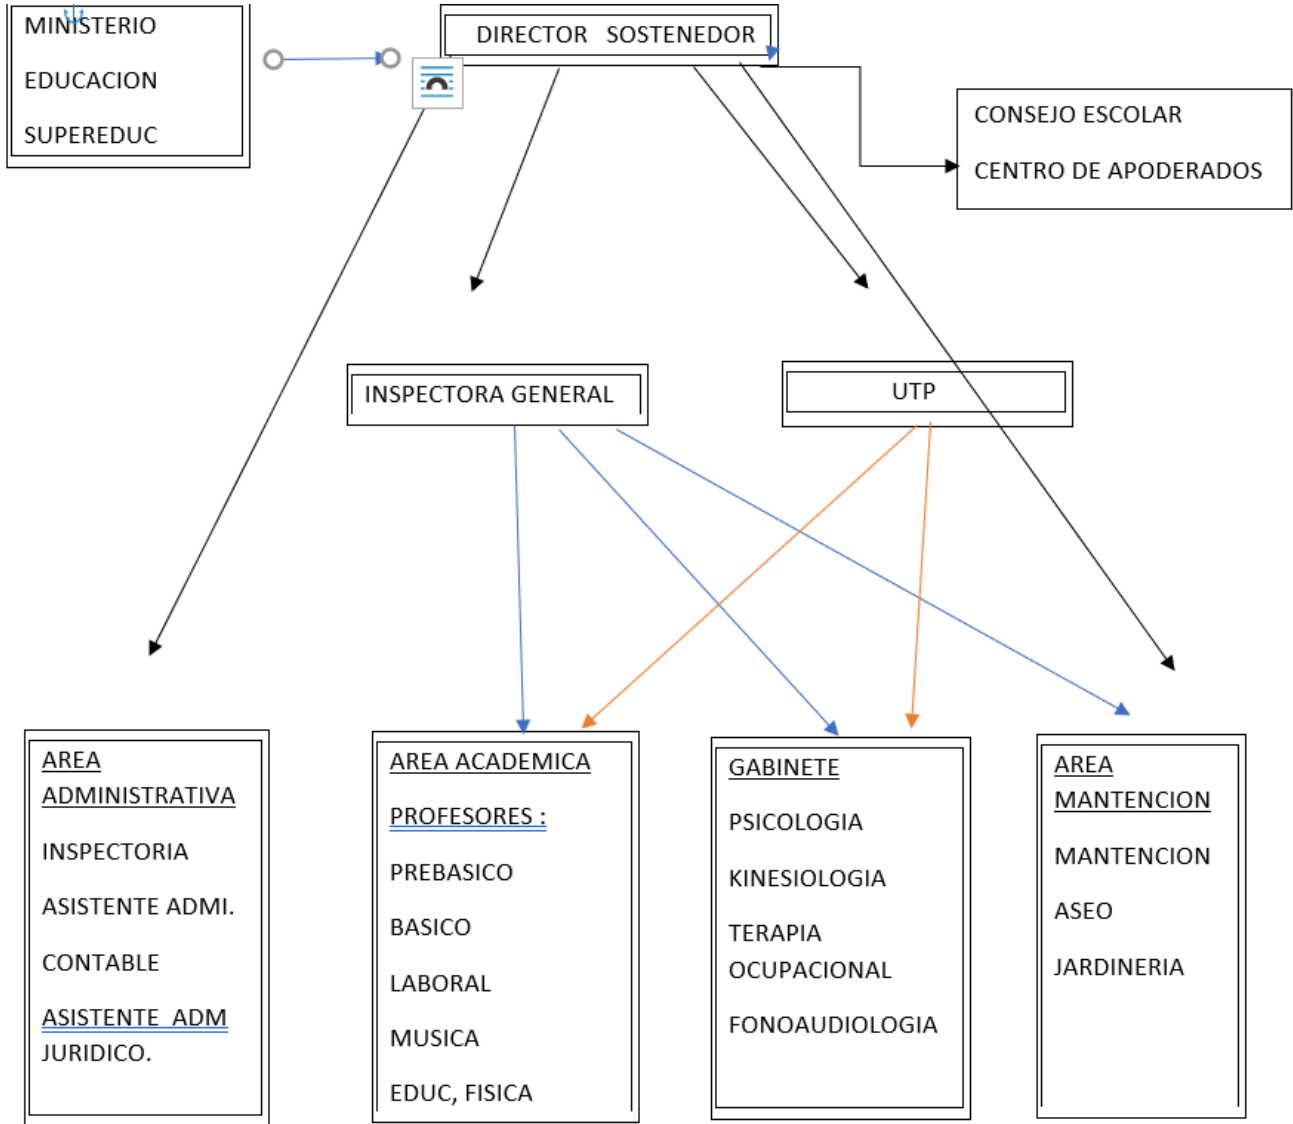 MINISTERIO
EDUCACION
SUPEREDUC
DIRECTOR   SOSTENEDOR
CONSEJO ESCOLAR
CENTRO DE APODERADOS
INSPECTORA GENERAL
UTP
AREA
ADMINISTRATIVA
INSPECTORIA
ASISTENTE ADMI.
CONTABLE
ASISTENTE  ADM
JURIDICO.
AREA ACADEMICA
PROFESORES :
PREBASICO
BASICO
LABORAL
MUSICA
EDUC, FISICA
GABINETE
PSICOLOGIA
KINESIOLOGIA
TERAPIA
OCUPACIONAL
FONOAUDIOLOGIA
AREA
MANTENCION
MANTENCION
ASEO
JARDINERIA